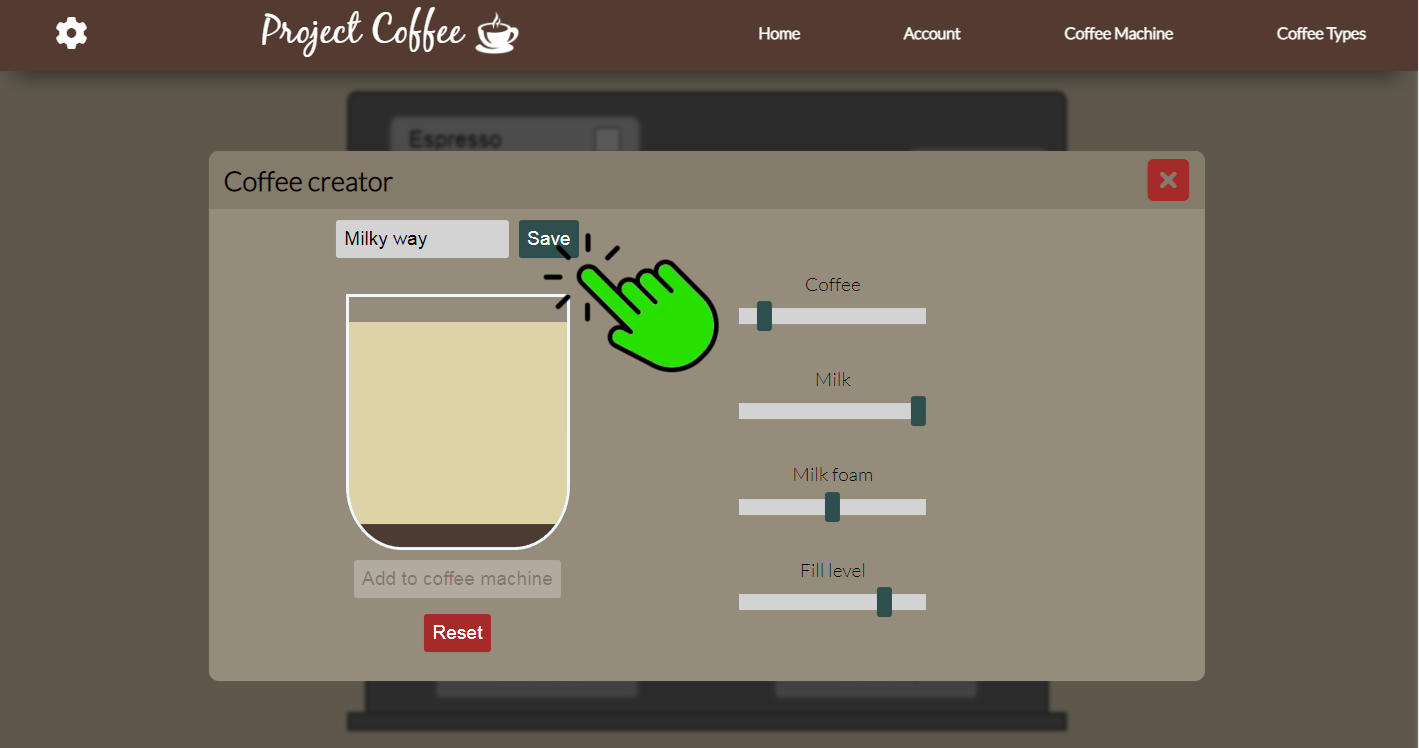 Project Coffee
Home
Account
Coffee Machine
Coffee Types
Espresso
Coffee creator
Milky way
Save
Coffee
Milk
Milk foam
Fill level
Add to coffee machine
Reset